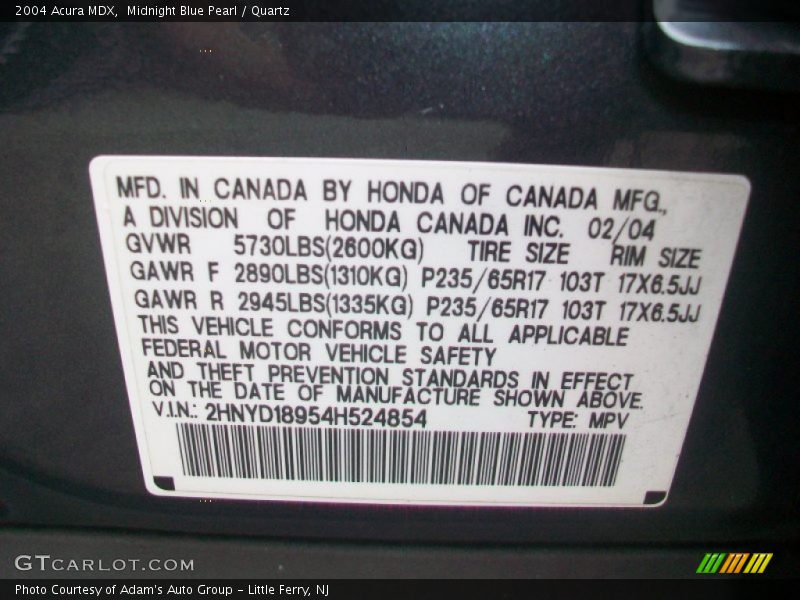 2004 Acura MDX,  Midnight Blue Pearl / Quartz
MFD. IN CANADA BY HONDA OF CANADA MFG.,
A DIVISION OF HONDA CANADA INC. 02/04
GVWR 5730LBS(2600KG) TIRE SIZE RIM SIZE
GAWR F 2890LBS(1310KG) P235/65R17 103T 17X6.5JJ
GAWR R 2945LBS(1335KG) P235/65R17 103T 17X6.5JJ
THIS VEHICLE CONFORMS TO ALL APPLICABLE
FEDERAL MOTOR VEHICLE SAFETY
AND THEFT PREVENTION STANDARDS IN EFFECT
ON THE DATE OF MANUFACTURE SHOWN ABOVE.
V.I.N.: 2HNYD18954H524854 TYPE: MPV
GTCARLOT.COM
Photo Courtesy of Adam's Auto Group - Little Ferry, NJ